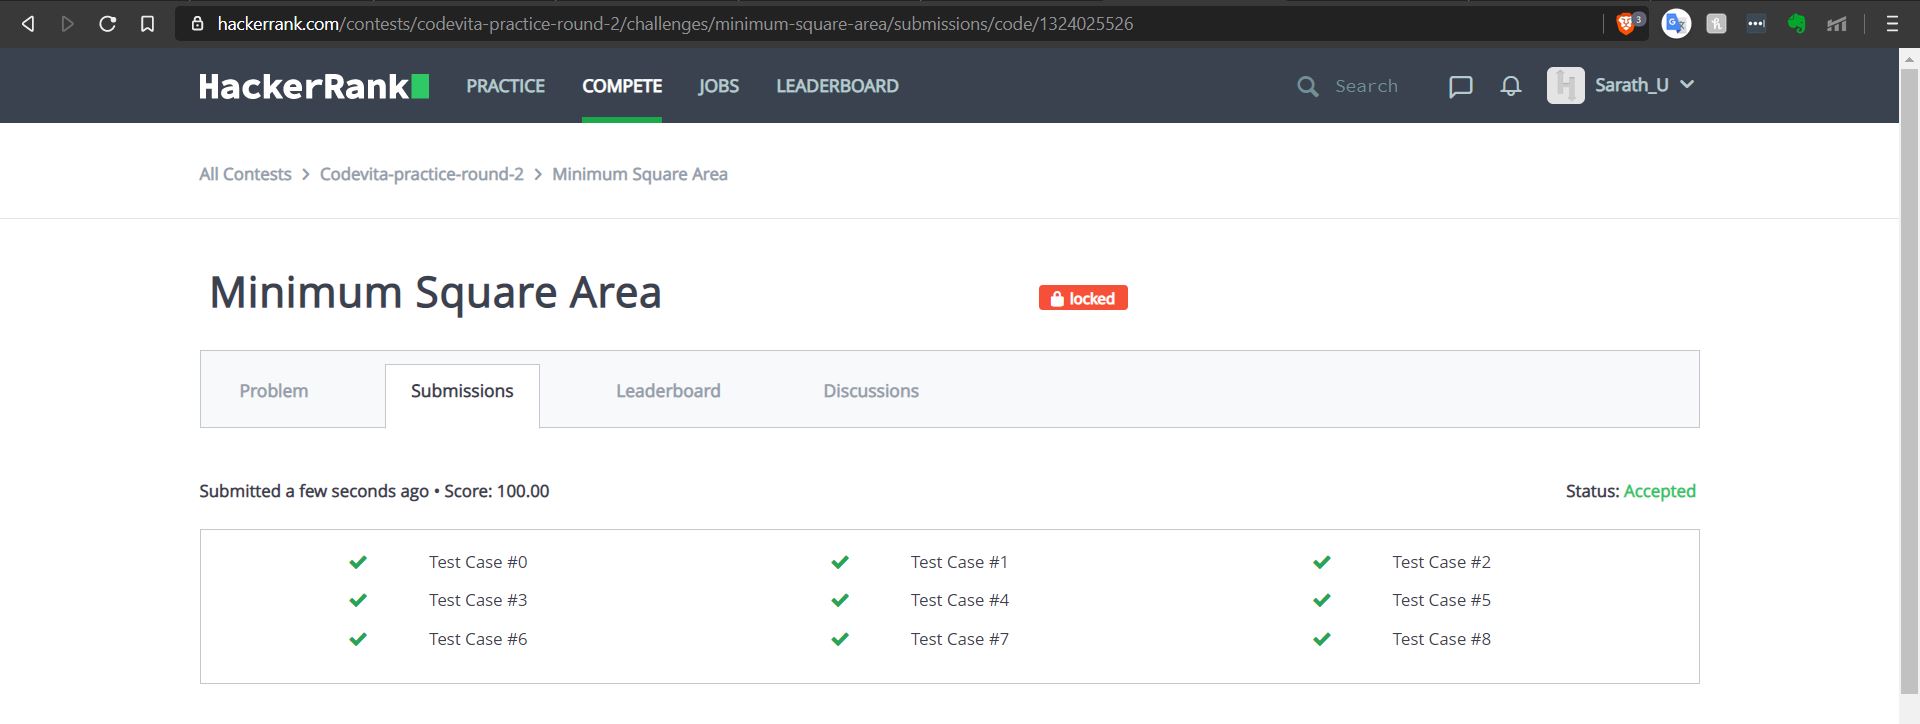 hackerrank.com/contests/codevita-practice-round-2/challenges/minimum-square-area/submissions/code/1324025526 3
HackerRank PRACTICE COMPETE JOBS LEADERBOARD Search Sarath_U
All Contests > Codevita-practice-round-2 > Minimum Square Area
Minimum Square Area locked
Problem Submissions Leaderboard Discussions
Submitted a few seconds ago • Score: 100.00 Status: Accepted
Test Case #0 Test Case #1 Test Case #2
Test Case #3 Test Case #4 Test Case #5
Test Case #6 Test Case #7 Test Case #8